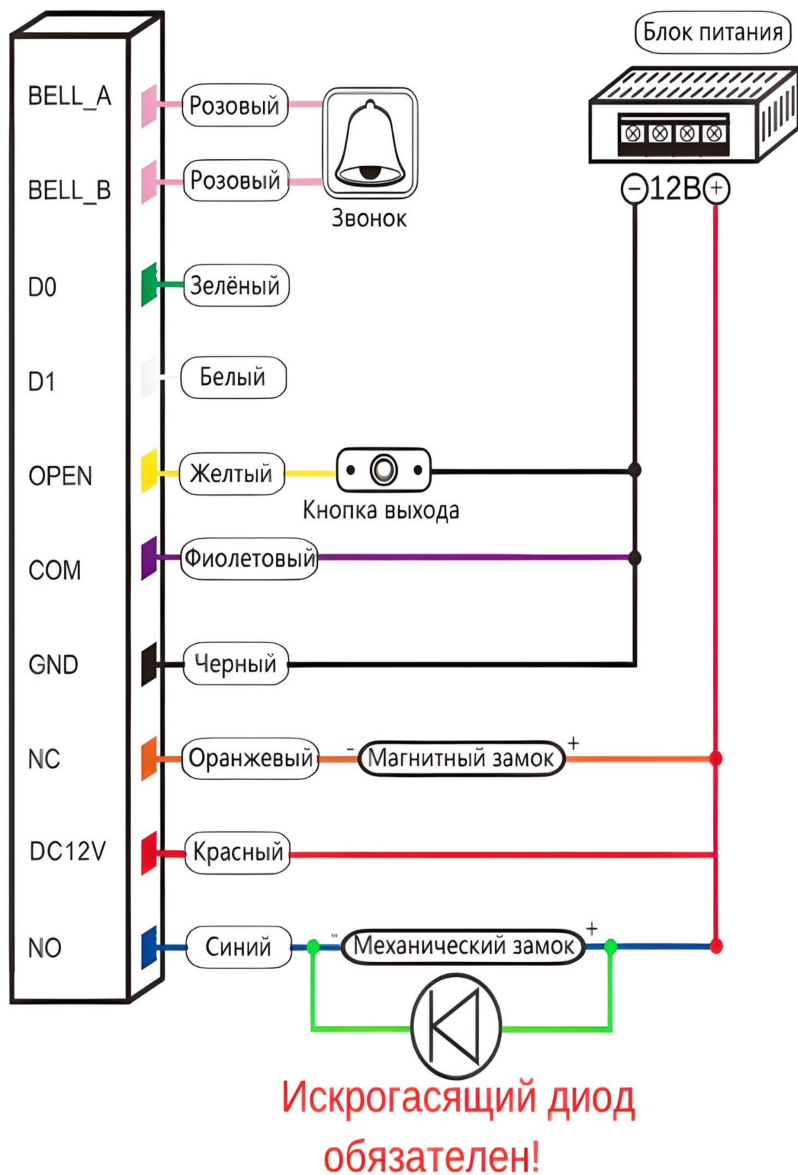 Блок питания
BELL_A
Розовый
BELL_B
Розовый
Звонок
−12В+
D0
Зелёный
D1
Белый
OPEN
Желтый
Кнопка выхода
COM
Фиолетовый
GND
Черный
NC
Оранжевый
- Магнитный замок +
DC12V
Красный
NO
Синий
- Механический замок +
Искрогасящий диод
обязателен!